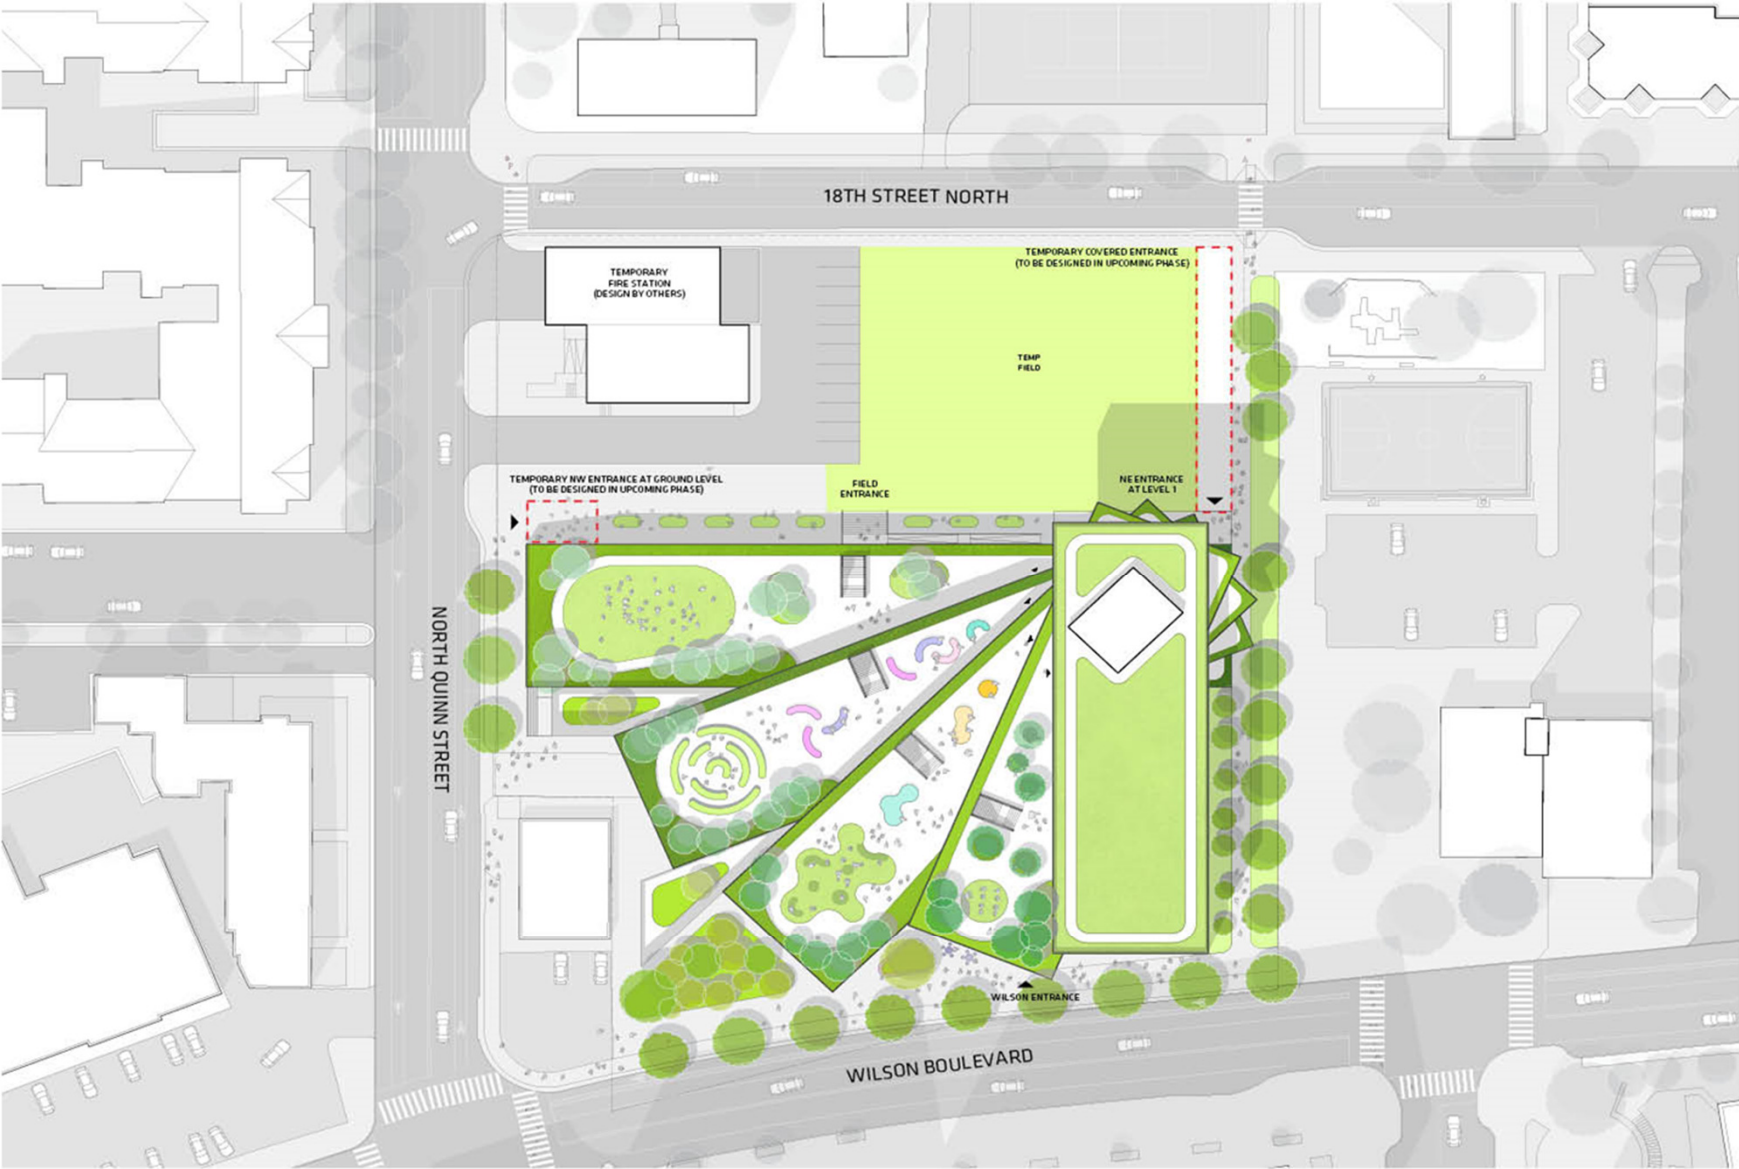 18TH STREET NORTH
TEMPORARY COVERED ENTRANCE
(TO BE DESIGNED IN UPCOMING PHASE)
TEMPORARY
FIRE STATION
(DESIGN BY OTHERS)
TEMP
FIELD
TEMPORARY NW ENTRANCE AT GROUND LEVEL
(TO BE DESIGNED IN UPCOMING PHASE)
FIELD
ENTRANCE
NE ENTRANCE
AT LEVEL 1
NORTH QUINN STREET
WILSON ENTRANCE
WILSON BOULEVARD